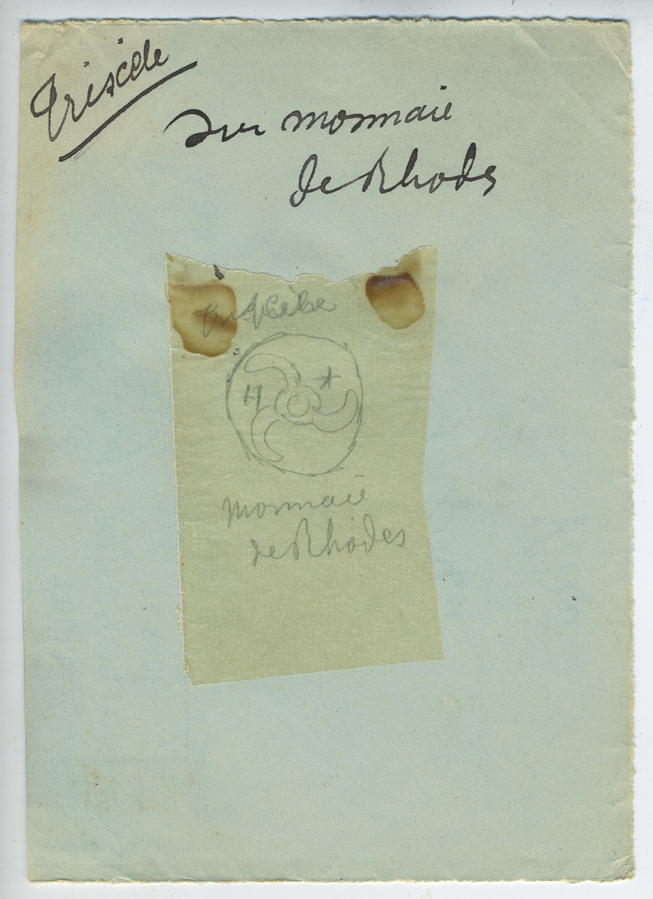 Triscèle
sur monnaie
de Rhodes
triscèle
H
monnaie
de Rhodes